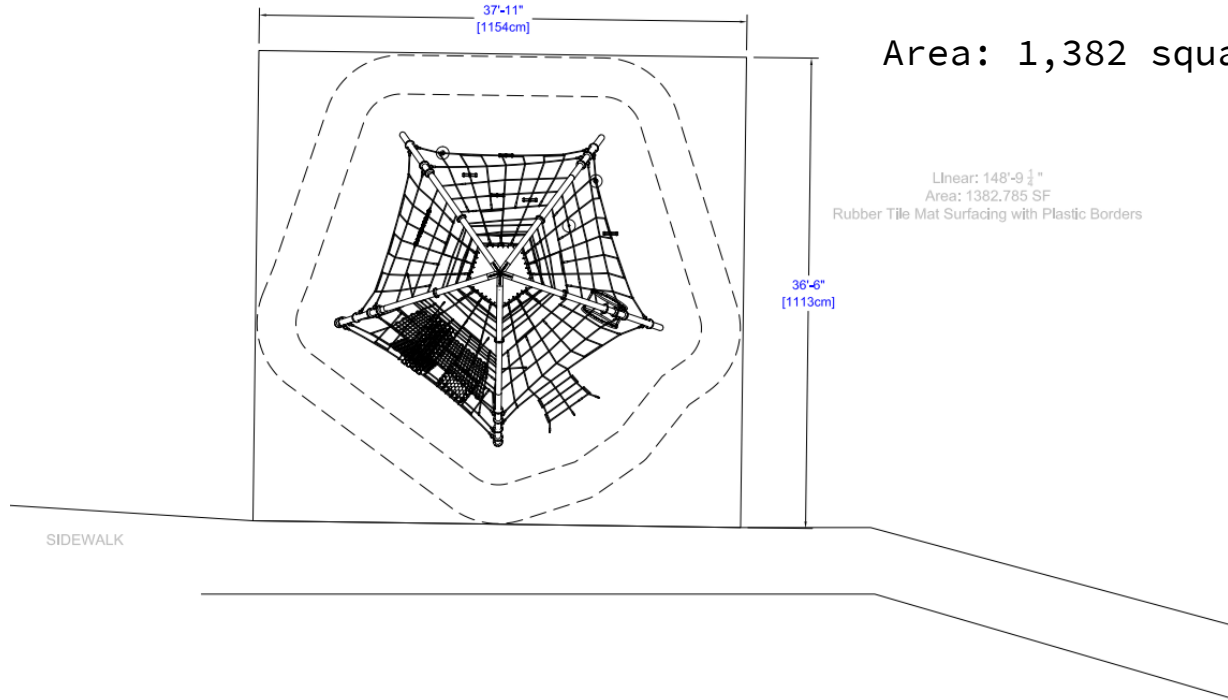 37'-11"
[1154cm]
Area: 1,382 squa
Linear: 148'-9 1/4"
Area: 1382.785 SF
Rubber Tile Mat Surfacing with Plastic Borders
36'-6"
[1113cm]
SIDEWALK